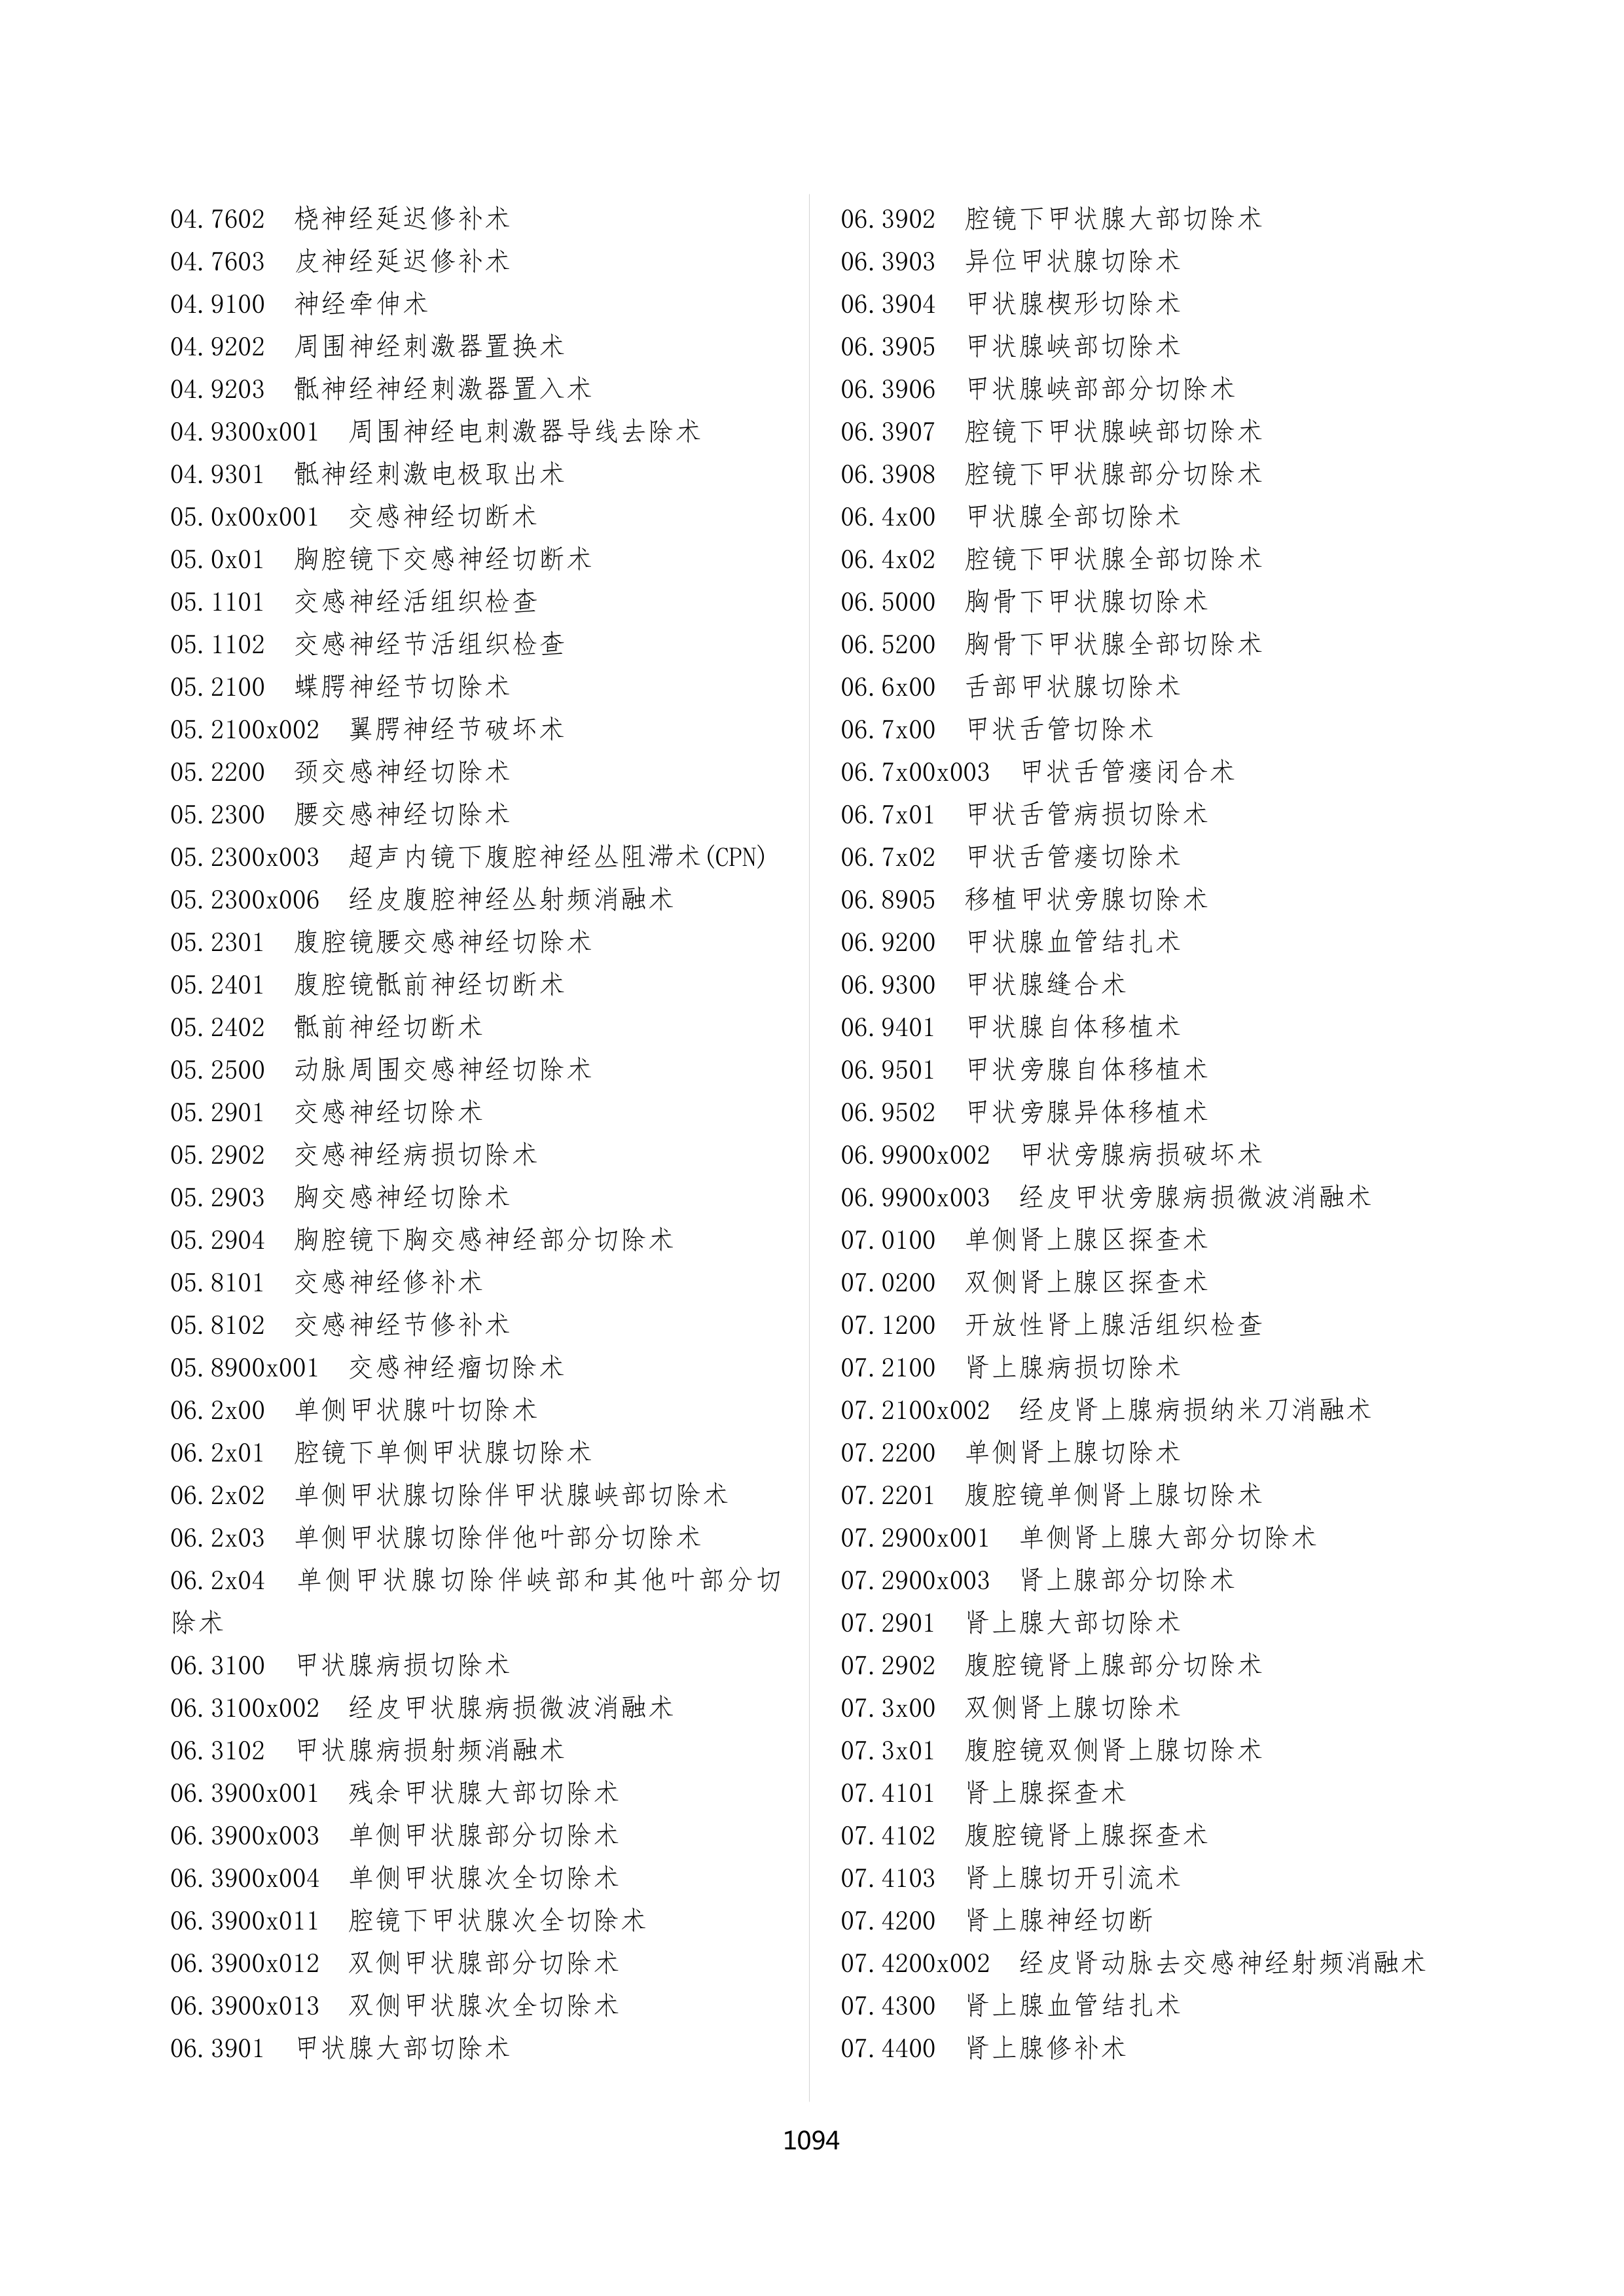 04.7602 桡神经延迟修补术
04.7603 皮神经延迟修补术
04.9100 神经牵伸术
04.9202 周围神经刺激器置换术
04.9203 骶神经神经刺激器置入术
04.9300x001 周围神经电刺激器导线去除术
04.9301 骶神经刺激电极取出术
05.0x00x001 交感神经切断术
05.0x01 胸腔镜下交感神经切断术
05.1101 交感神经活组织检查
05.1102 交感神经节活组织检查
05.2100 蝶腭神经节切除术
05.2100x002 翼腭神经节破坏术
05.2200 颈交感神经切除术
05.2300 腰交感神经切除术
05.2300x003 超声内镜下腹腔神经丛阻滞术(CPN)
05.2300x006 经皮腹腔神经丛射频消融术
05.2301 腹腔镜腰交感神经切除术
05.2401 腹腔镜骶前神经切断术
05.2402 骶前神经切断术
05.2500 动脉周围交感神经切除术
05.2901 交感神经切除术
05.2902 交感神经病损切除术
05.2903 胸交感神经切除术
05.2904 胸腔镜下胸交感神经部分切除术
05.8101 交感神经修补术
05.8102 交感神经节修补术
05.8900x001 交感神经瘤切除术
06.2x00 单侧甲状腺叶切除术
06.2x01 腔镜下单侧甲状腺切除术
06.2x02 单侧甲状腺切除伴甲状腺峡部切除术
06.2x03 单侧甲状腺切除伴他叶部分切除术
06.2x04 单侧甲状腺切除伴峡部和其他叶部分切
除术
06.3100 甲状腺病损切除术
06.3100x002 经皮甲状腺病损微波消融术
06.3102 甲状腺病损射频消融术
06.3900x001 残余甲状腺大部切除术
06.3900x003 单侧甲状腺部分切除术
06.3900x004 单侧甲状腺次全切除术
06.3900x011 腔镜下甲状腺次全切除术
06.3900x012 双侧甲状腺部分切除术
06.3900x013 双侧甲状腺次全切除术
06.3901 甲状腺大部切除术
06.3902 腔镜下甲状腺大部切除术
06.3903 异位甲状腺切除术
06.3904 甲状腺楔形切除术
06.3905 甲状腺峡部切除术
06.3906 甲状腺峡部部分切除术
06.3907 腔镜下甲状腺峡部切除术
06.3908 腔镜下甲状腺部分切除术
06.4x00 甲状腺全部切除术
06.4x02 腔镜下甲状腺全部切除术
06.5000 胸骨下甲状腺切除术
06.5200 胸骨下甲状腺全部切除术
06.6x00 舌部甲状腺切除术
06.7x00 甲状舌管切除术
06.7x00x003 甲状舌管瘘闭合术
06.7x01 甲状舌管病损切除术
06.7x02 甲状舌管瘘切除术
06.8905 移植甲状旁腺切除术
06.9200 甲状腺血管结扎术
06.9300 甲状腺缝合术
06.9401 甲状腺自体移植术
06.9501 甲状旁腺自体移植术
06.9502 甲状旁腺异体移植术
06.9900x002 甲状旁腺病损破坏术
06.9900x003 经皮甲状旁腺病损微波消融术
07.0100 单侧肾上腺区探查术
07.0200 双侧肾上腺区探查术
07.1200 开放性肾上腺活组织检查
07.2100 肾上腺病损切除术
07.2100x002 经皮肾上腺病损纳米刀消融术
07.2200 单侧肾上腺切除术
07.2201 腹腔镜单侧肾上腺切除术
07.2900x001 单侧肾上腺大部分切除术
07.2900x003 肾上腺部分切除术
07.2901 肾上腺大部切除术
07.2902 腹腔镜肾上腺部分切除术
07.3x00 双侧肾上腺切除术
07.3x01 腹腔镜双侧肾上腺切除术
07.4101 肾上腺探查术
07.4102 腹腔镜肾上腺探查术
07.4103 肾上腺切开引流术
07.4200 肾上腺神经切断
07.4200x002 经皮肾动脉去交感神经射频消融术
07.4300 肾上腺血管结扎术
07.4400 肾上腺修补术
1094